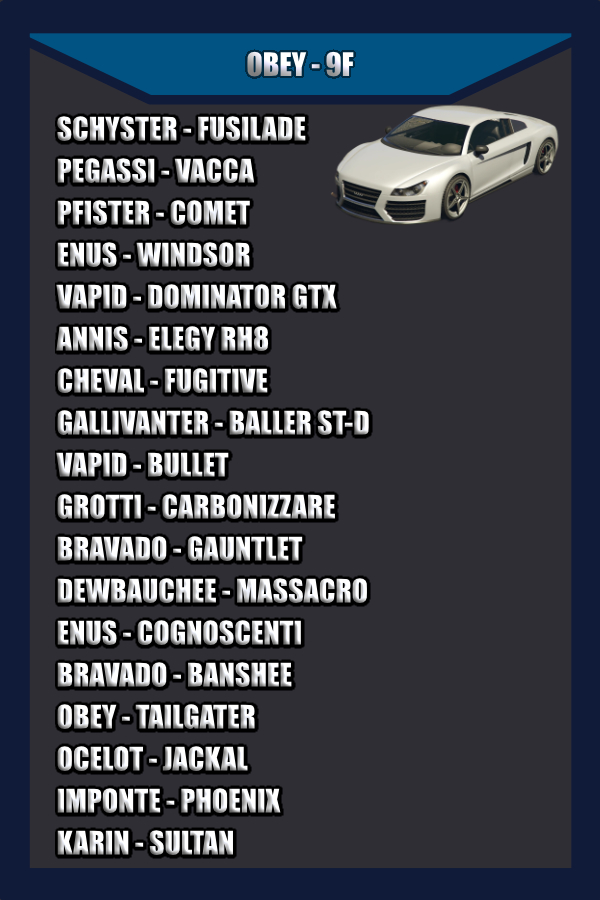 OBEY - 9F
SCHYSTER - FUSILADE
PEGASSI - VACCA
PFISTER - COMET
ENUS - WINDSOR
VAPID - DOMINATOR GTX
ANNIS - ELEGY RH8
CHEVAL - FUGITIVE
GALLIVANTER - BALLER ST-D
VAPID - BULLET
GROTTI - CARBONIZZARE
BRAVADO - GAUNTLET
DEWBAUCHEE - MASSACRO
ENUS - COGNOSCENTI
BRAVADO - BANSHEE
OBEY - TAILGATER
OCELOT - JACKAL
IMPONTE - PHOENIX
KARIN - SULTAN